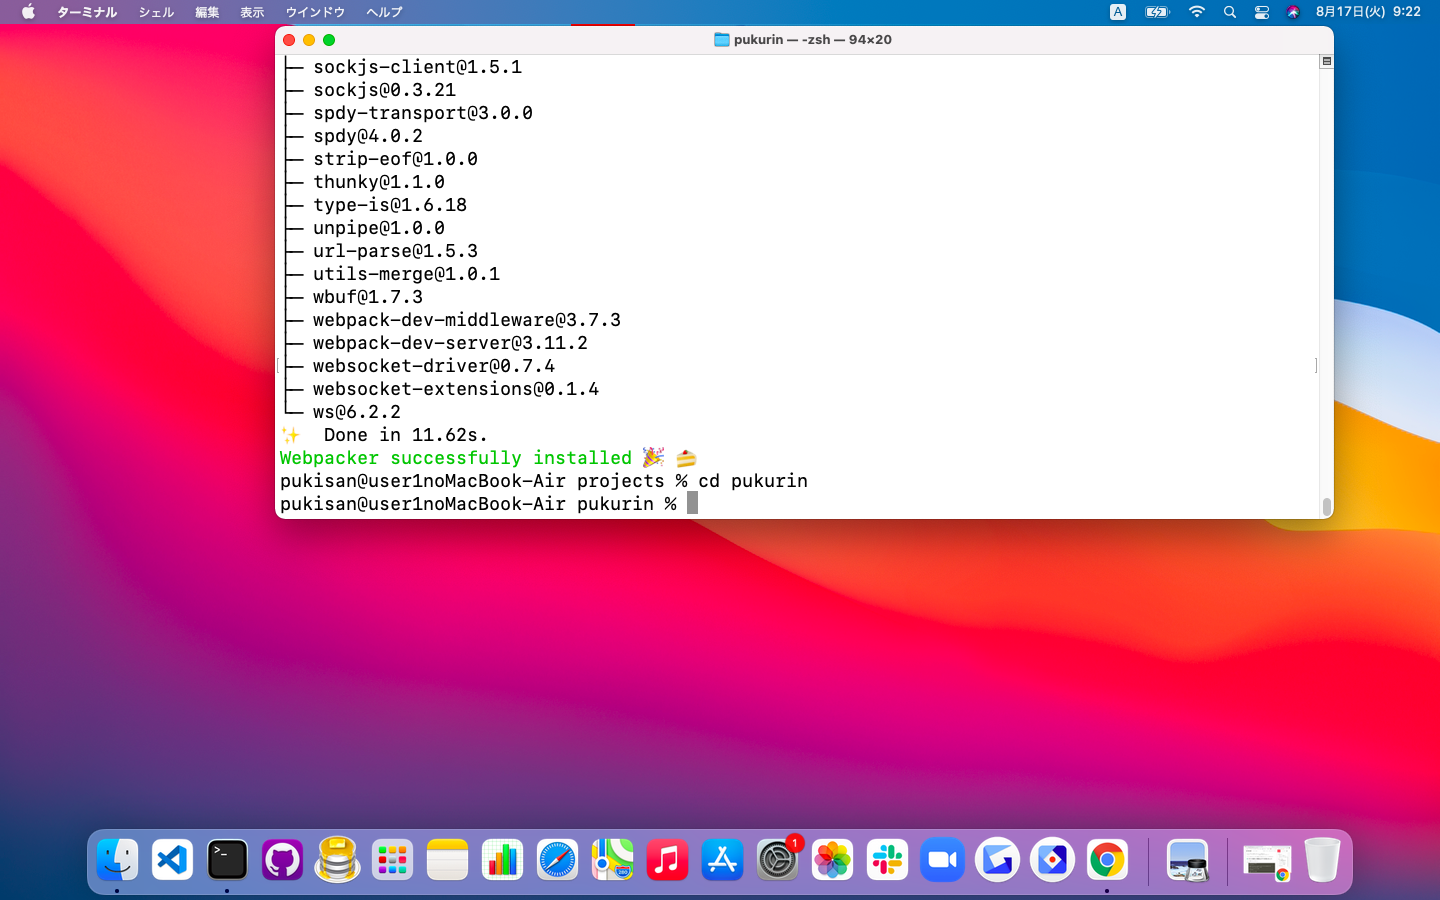 ターミナル シェル 編集 表示 ウインドウ ヘルプ A 8月17日(火) 9:22
pukurin — -zsh — 94×20
├─ sockjs-client@1.5.1
├─ sockjs@0.3.21
├─ spdy-transport@3.0.0
├─ spdy@4.0.2
├─ strip-eof@1.0.0
├─ thunky@1.1.0
├─ type-is@1.6.18
├─ unpipe@1.0.0
├─ url-parse@1.5.3
├─ utils-merge@1.0.1
├─ wbuf@1.7.3
├─ webpack-dev-middleware@3.7.3
├─ webpack-dev-server@3.11.2
├─ websocket-driver@0.7.4
├─ websocket-extensions@0.1.4
└─ ws@6.2.2
✨  Done in 11.62s.
Webpacker successfully installed 🎉 🍰
pukisan@user1noMacBook-Air projects % cd pukurin
pukisan@user1noMacBook-Air pukurin %
>_
280
1